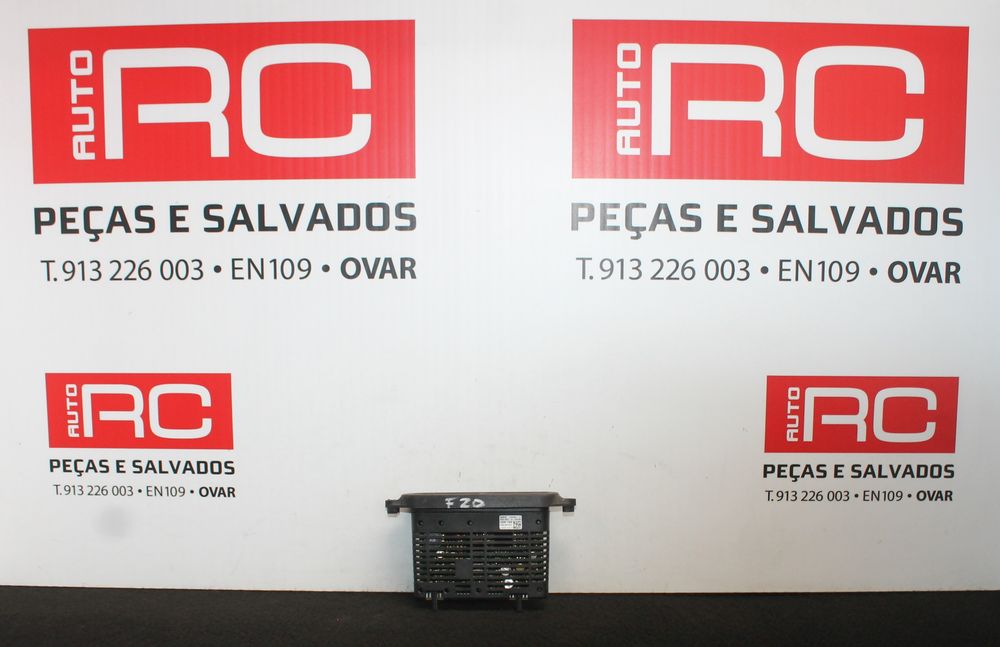 AUTO RC
PEÇAS E SALVADOS
T. 913 226 003 • EN109 • OVAR
AUTO RC
PEÇAS E SALVADOS
T. 913 226 003 • EN109 • OVAR
AUTO RC
PEÇAS E SALVADOS
T. 913 226 003 • EN109 • OVAR
AUTO RC
PEÇAS E SALVADOS
T. 913 226 003 • EN109 • OVAR
F20